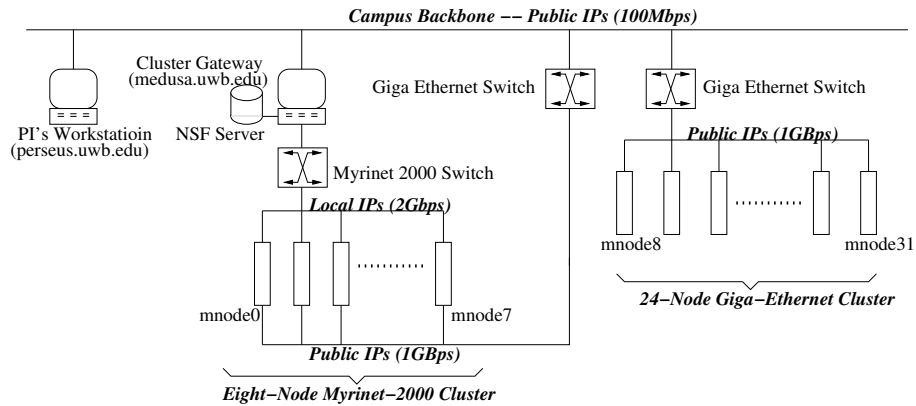 Campus Backbone −− Public IPs (100Mbps)
Cluster Gateway
(medusa.uwb.edu)
Giga Ethernet Switch
Giga Ethernet Switch
PI's Workstatioin
(perseus.uwb.edu)
NSF Server
Public IPs (1GBps)
Myrinet 2000 Switch
Local IPs (2Gbps)
mnode8
mnode31
24−Node Giga−Ethernet Cluster
mnode0
mnode7
Public IPs (1GBps)
Eight−Node Myrinet−2000 Cluster